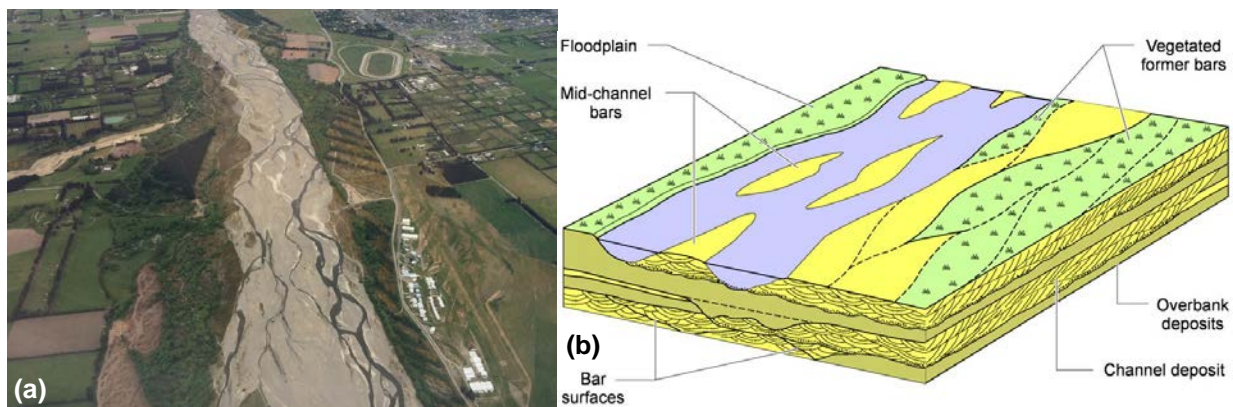 (a)
(b)
Floodplain
Mid-channel
bars
Vegetated
former bars
Overbank
deposits
Channel deposit
Bar
surfaces